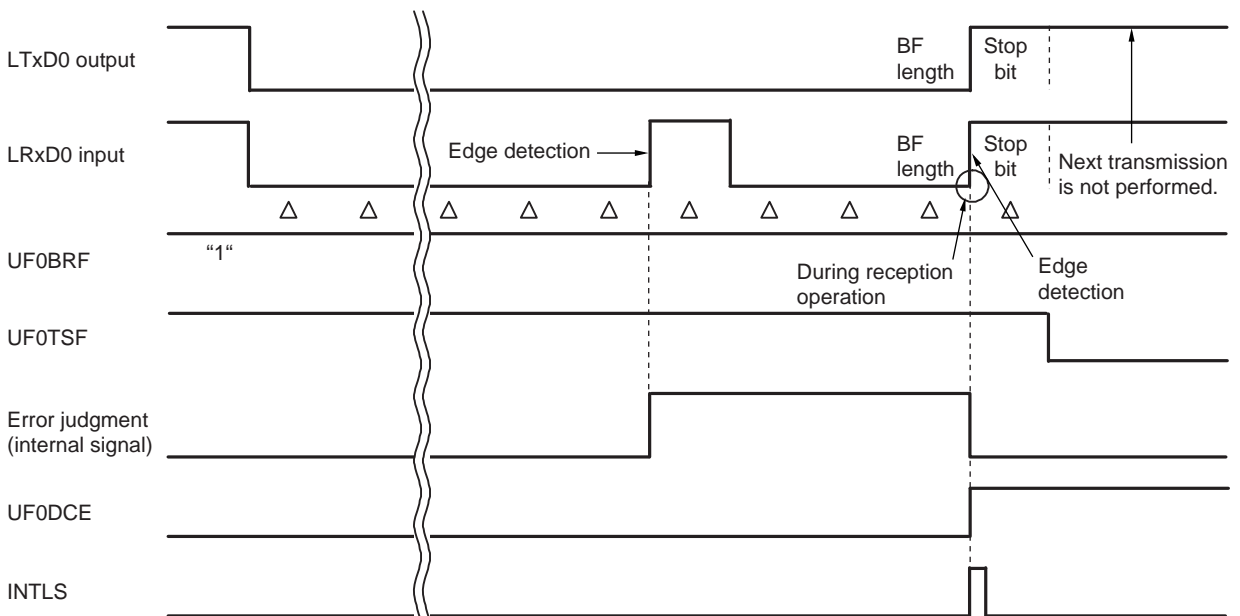 LTxD0 output
BF
length
Stop
bit
LRxD0 input
Edge detection
BF
length
Stop
bit
Next transmission
is not performed.
UF0BRF
“1“
During reception
operation
Edge
detection
UF0TSF
Error judgment
(internal signal)
UF0DCE
INTLS